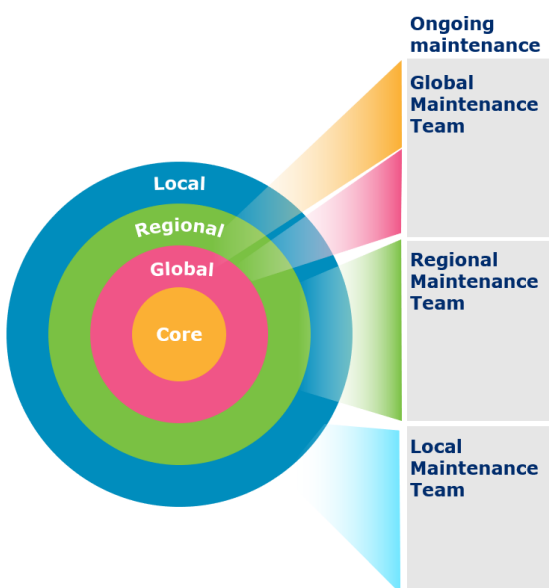 Ongoing
maintenance
Global
Maintenance
Team
Local
Regional
Global
Core
Regional
Maintenance
Team
Local
Maintenance
Team